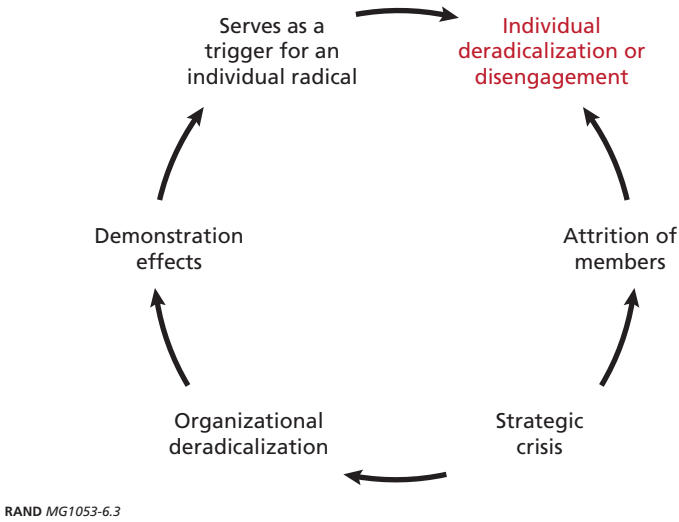 Serves as a
trigger for an
individual radical
Individual
deradicalization or
disengagement
Demonstration
effects
Attrition of
members
Organizational
deradicalization
Strategic
crisis
RAND MG1053-6.3